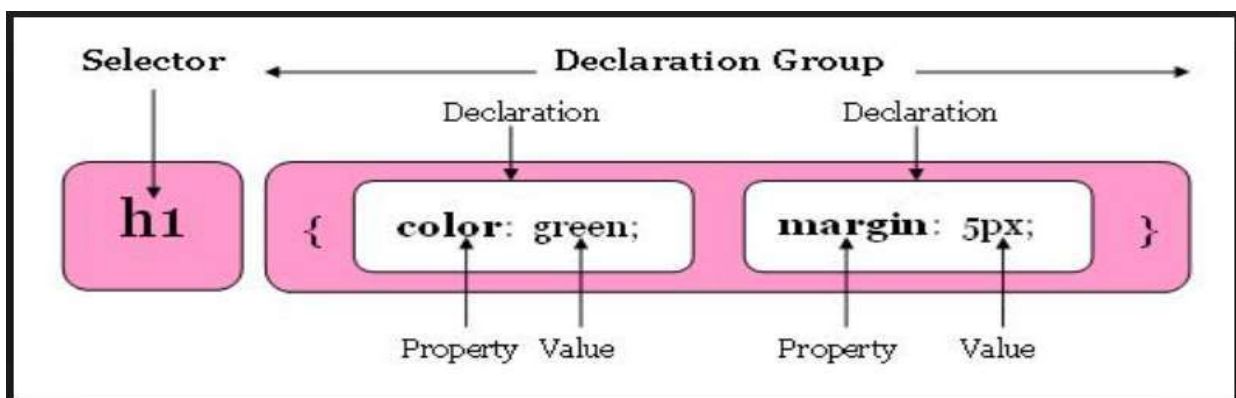 Selector Declaration Group
Declaration Declaration
h1 { color: green; margin: 5px; }
Property Value Property Value